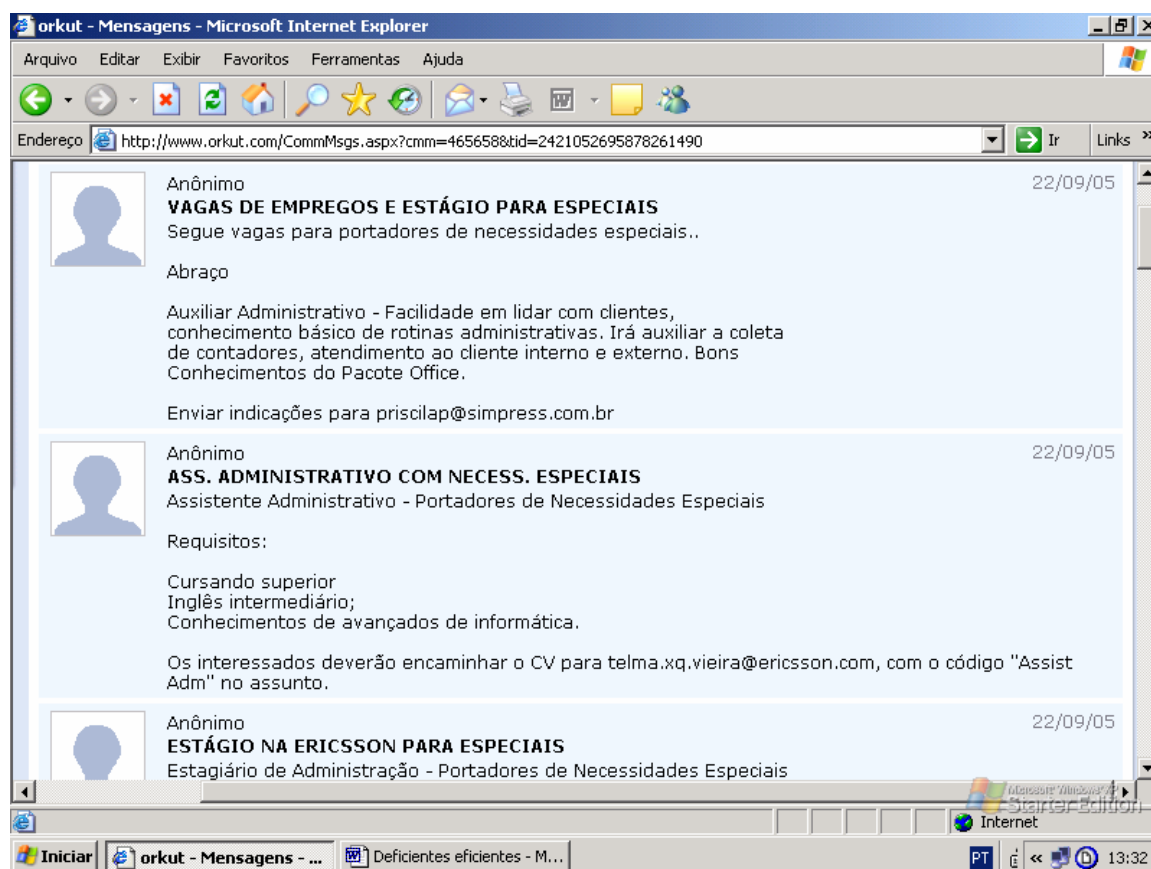 orkut - Mensagens - Microsoft Internet Explorer
Arquivo Editar Exibir Favoritos Ferramentas Ajuda
Endereço http://www.orkut.com/CommMsgs.aspx?cmm=465658&tid=2421052695878261490 Ir Links »
Anônimo 22/09/05
VAGAS DE EMPREGOS E ESTÁGIO PARA ESPECIAIS
Segue vagas para portadores de necessidades especiais..
Abraço
Auxiliar Administrativo - Facilidade em lidar com clientes,
conhecimento básico de rotinas administrativas. Irá auxiliar a coleta
de contadores, atendimento ao cliente interno e externo. Bons
Conhecimentos do Pacote Office.
Enviar indicações para priscilap@simpress.com.br
Anônimo 22/09/05
ASS. ADMINISTRATIVO COM NECESS. ESPECIAIS
Assistente Administrativo - Portadores de Necessidades Especiais
Requisitos:
Cursando superior
Inglês intermediário;
Conhecimentos de avançados de informática.
Os interessados deverão encaminhar o CV para telma.xq.vieira@ericsson.com, com o código "Assist
Adm" no assunto.
Anônimo 22/09/05
ESTÁGIO NA ERICSSON PARA ESPECIAIS
Estagiário de Administração - Portadores de Necessidades Especiais
Microsoft Windows XP
Starter Edition
Internet
Iniciar orkut - Mensagens - ... Deficientes eficientes - M... PT « 13:32